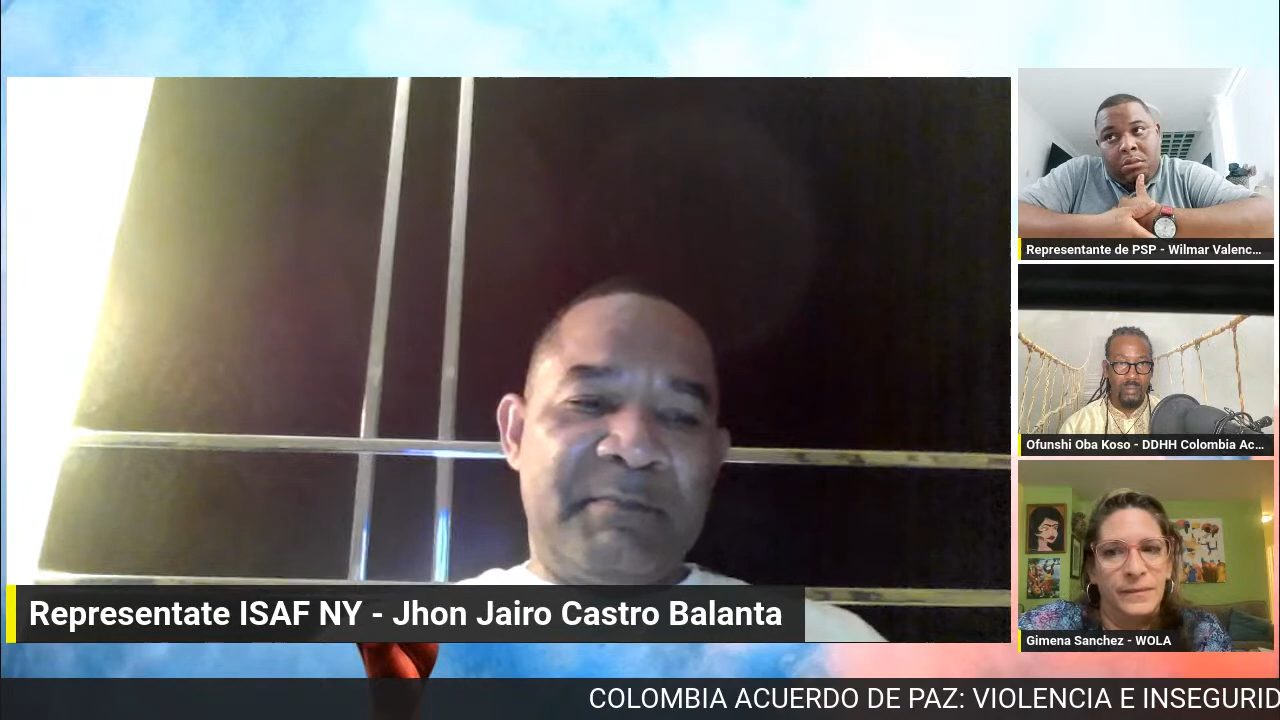 Representante de PSP - Wilmar Valenc...
Ofunshi Oba Koso - DDHH Colombia Ac...
Representate ISAF NY - Jhon Jairo Castro Balanta
Gimena Sanchez - WOLA
COLOMBIA ACUERDO DE PAZ: VIOLENCIA E INSEGURID